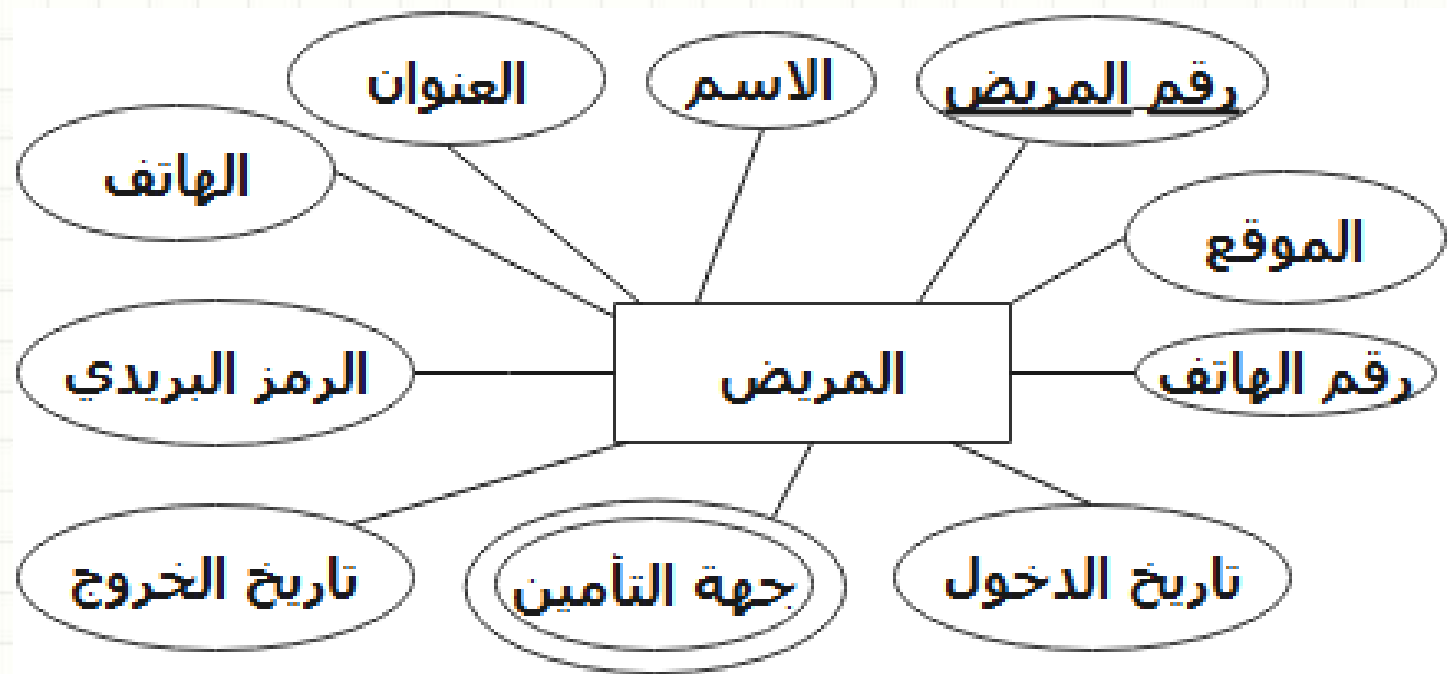 رقم المريض
الاسم
العنوان
الهاتف
الموقع
رقم الهاتف
المريض
الرمز البريدي
تاريخ الدخول
جهة التأمين
تاريخ الخروج